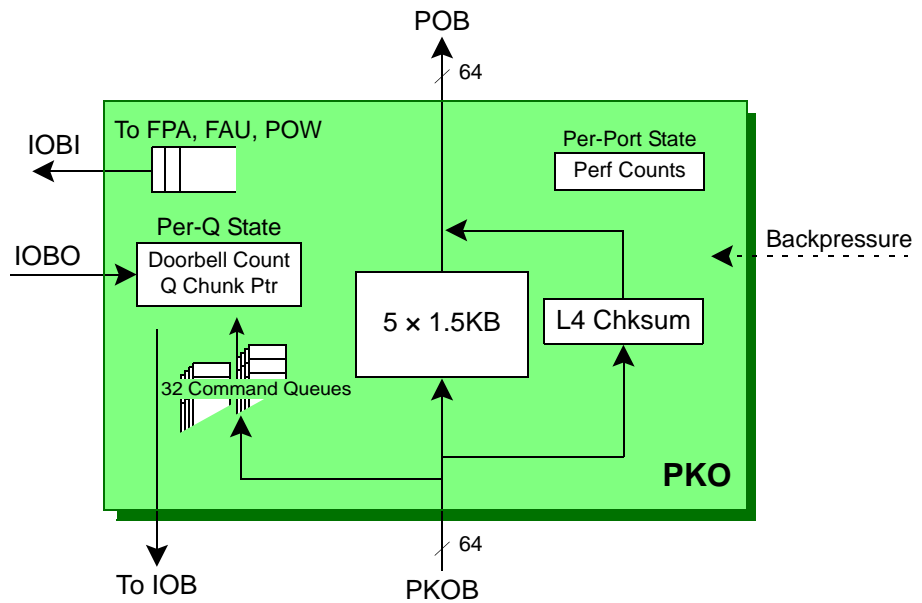 POB
64
To FPA, FAU, POW
IOBI
Per-Port State
Perf Counts
Per-Q State
IOBO
Doorbell Count
Q Chunk Ptr
Backpressure
5 × 1.5KB
L4 Chksum
32 Command Queues
PKO
64
To IOB
PKOB